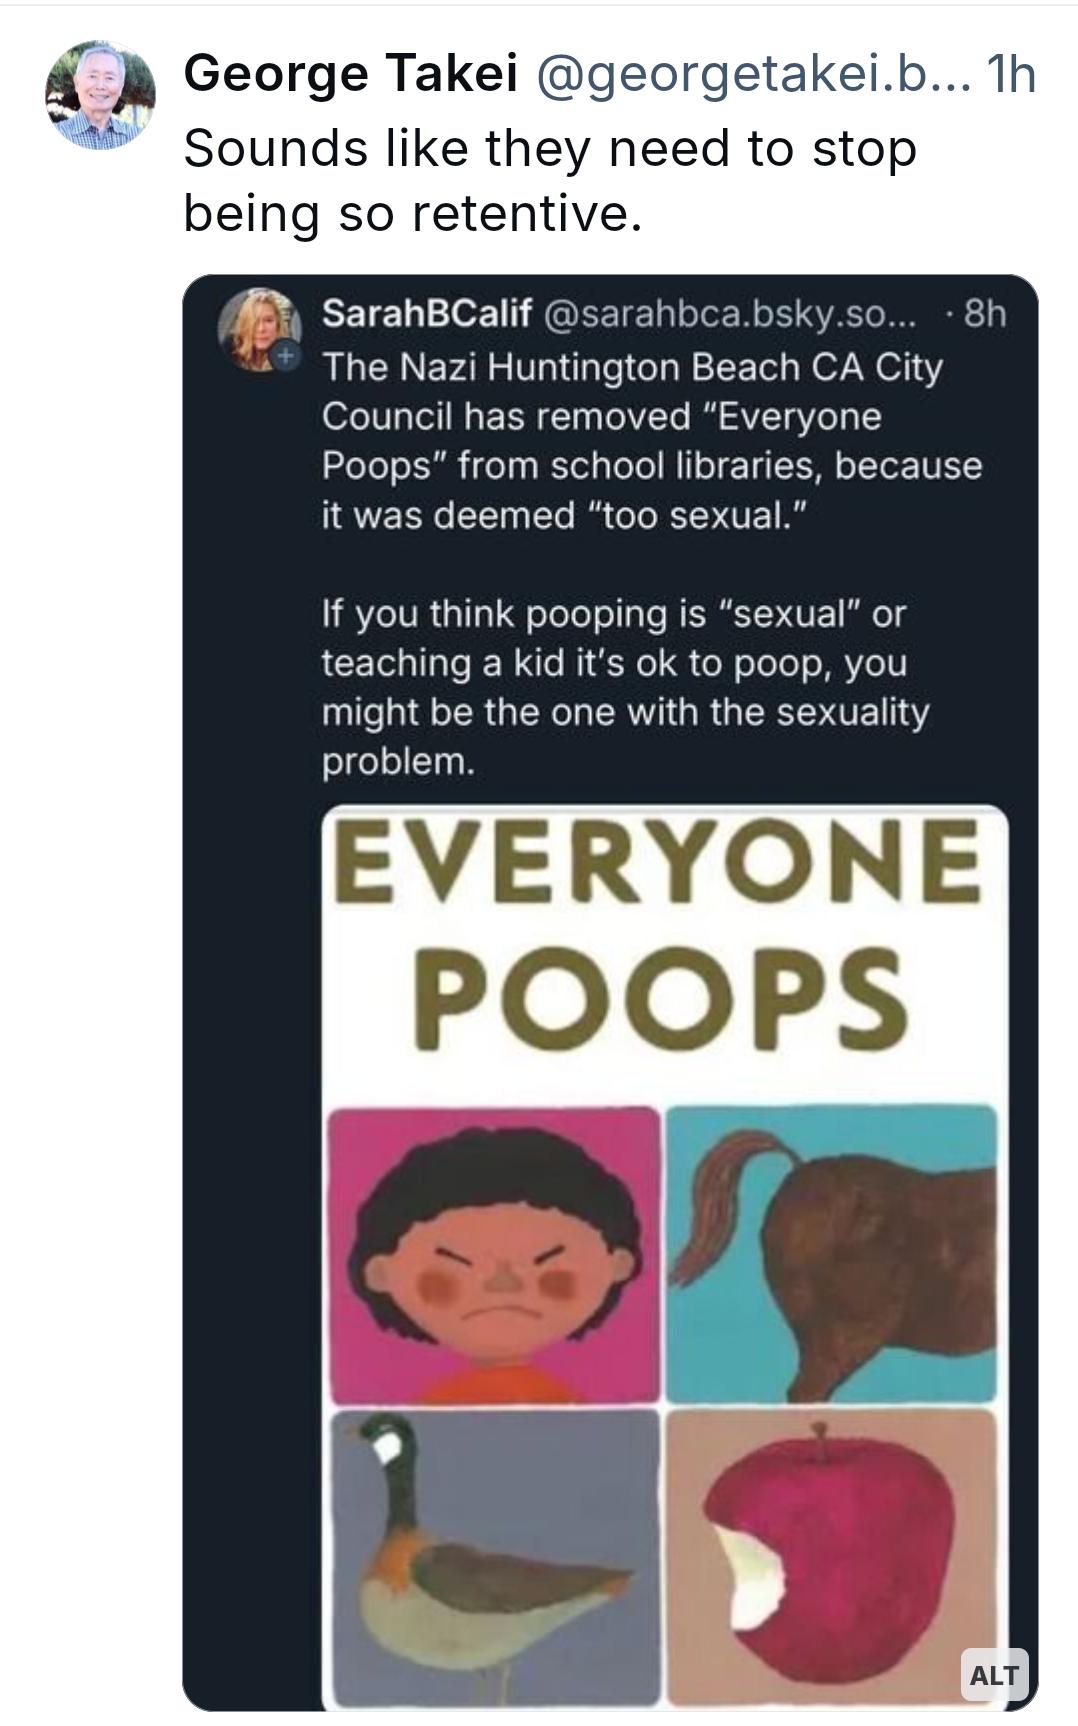 George Takei @georgetakei.b... 1h
Sounds like they need to stop
being so retentive.
SarahBCalif @sarahbca.bsky.so... · 8h
The Nazi Huntington Beach CA City
Council has removed “Everyone
Poops” from school libraries, because
it was deemed “too sexual.”
If you think pooping is “sexual” or
teaching a kid it’s ok to poop, you
might be the one with the sexuality
problem.
EVERYONE
POOPS
ALT